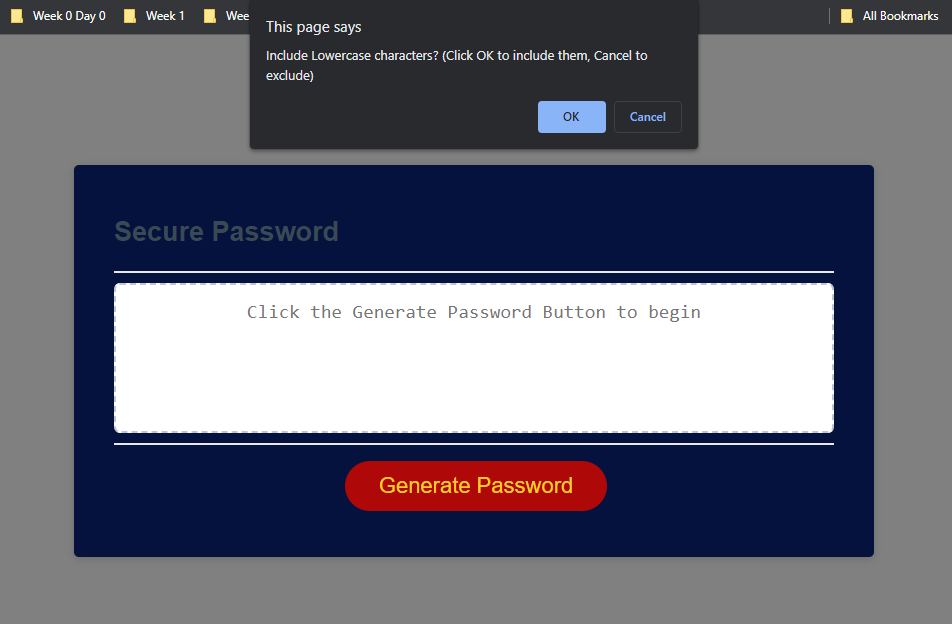 Week 0 Day 0 Week 1 Wee All Bookmarks
This page says
Include Lowercase characters? (Click OK to include them, Cancel to
exclude)
OK Cancel
Secure Password
Click the Generate Password Button to begin
Generate Password